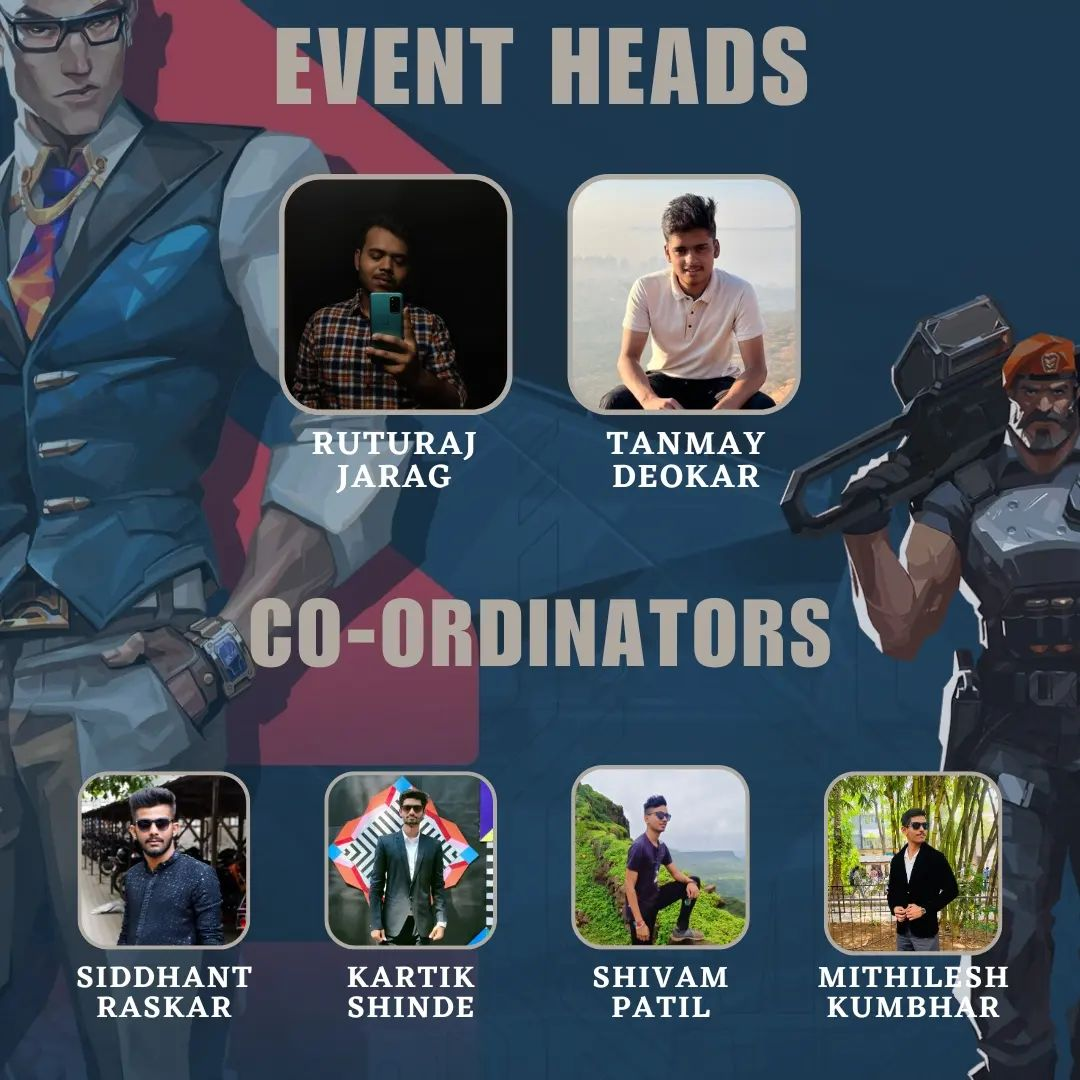 EVENT HEADS
RUTURAJ
JARAG
TANMAY
DEOKAR
CO-ORDINATORS
SIDDHANT
RASKAR
KARTIK
SHINDE
SHIVAM
PATIL
MITHILESH
KUMBHAR